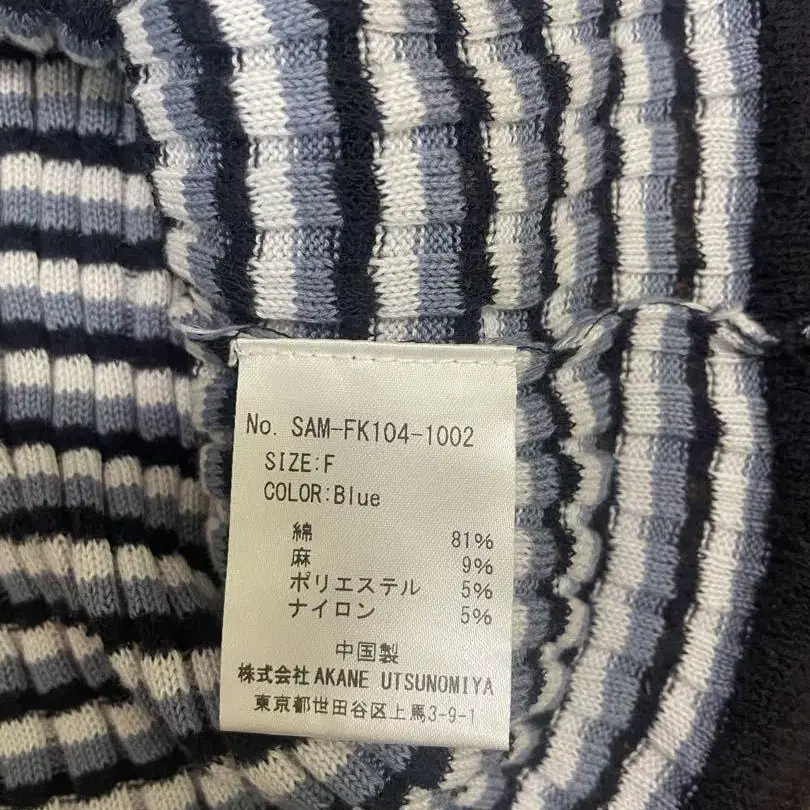 No. SAM-FK104-1002
SIZE:F
COLOR:Blue
綿 81%
麻 9%
ポリエステル 5%
ナイロン 5%
中国製
株式会社AKANE UTSUNOMIYA
東京都世田谷区上馬3-9-1